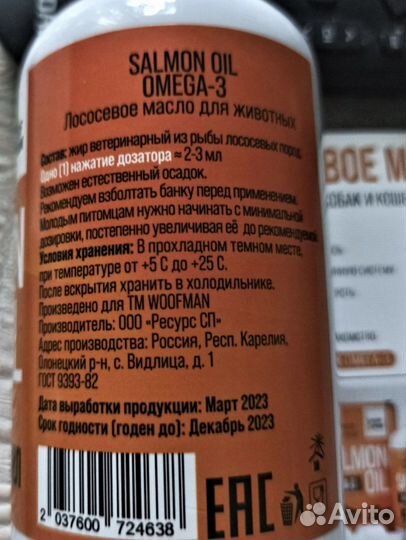 SALMON OIL
OMEGA-3
Лососевое масло для животных
Состав: жир ветеринарный из рыбы лососевых пород.
Одно (1) нажатие дозатора ≈ 2-3 мл
Возможен естественный осадок.
Рекомендуем взболтать банку перед применением.
Молодым питомцам нужно начинать с минимальной
дозировки, постепенно увеличивая её до рекомендуемой.
Условия хранения: В прохладном темном месте,
при температуре от +5 С до +25 С.
После вскрытия хранить в холодильнике.
Произведено для ТМ WOOFMAN
Производитель: ООО «Ресурс СП»
Адрес производства: Россия, Респ. Карелия,
Олонецкий р-н, с. Видлица, д. 1
ГОСТ 9393-82
Дата выработки продукции: Март 2023
Срок годности (годен до): Декабрь 2023
2 037600 724638
EAC
ВОЕ М
ОБАК И КОШЕ
LMON
OIL
Avito